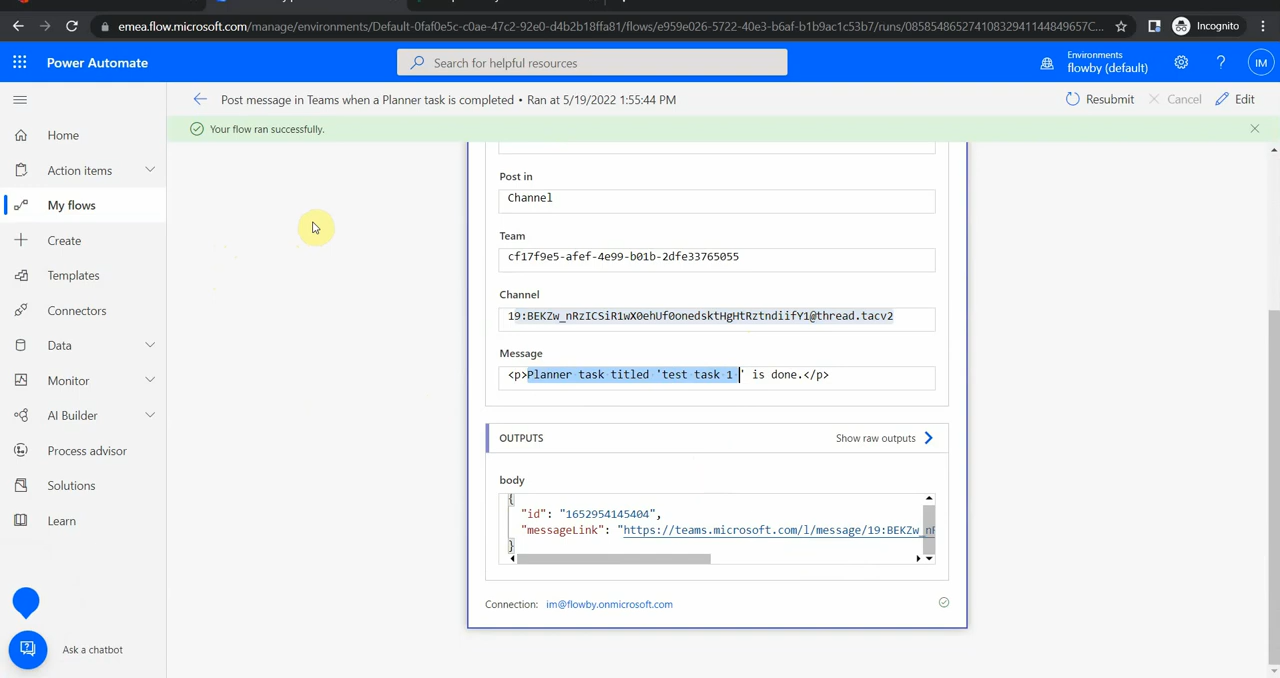 emea.flow.microsoft.com/manage/environments/Default-0faf0e5c-c0ae-47c2-92e0-d4b2b18ffa81/flows/e959e026-5722-40e3-b6af-b1b9ac1c53b7/runs/08585486527410832941144849657C...
Incognito
Power Automate
Search for helpful resources
Environments
flowby (default)
IM
Post message in Teams when a Planner task is completed • Ran at 5/19/2022 1:55:44 PM
Resubmit
Cancel
Edit
Your flow ran successfully.
Home
Action items
My flows
Create
Templates
Connectors
Data
Monitor
AI Builder
Process advisor
Solutions
Learn
Ask a chatbot
Post in
Channel
Team
cf17f9e5-afef-4e99-b01b-2dfe33765055
Channel
19:BEKZw_nRzICSiR1wX0ehUf0onedsktHgHtRztndiifY1@thread.tacv2
Message
<p>Planner task titled 'test task 1 ' is done.</p>
OUTPUTS
Show raw outputs
body
{
"id": "1652954145404",
"messageLink": "https://teams.microsoft.com/l/message/19:BEKZw_nR
}
Connection: im@flowby.onmicrosoft.com